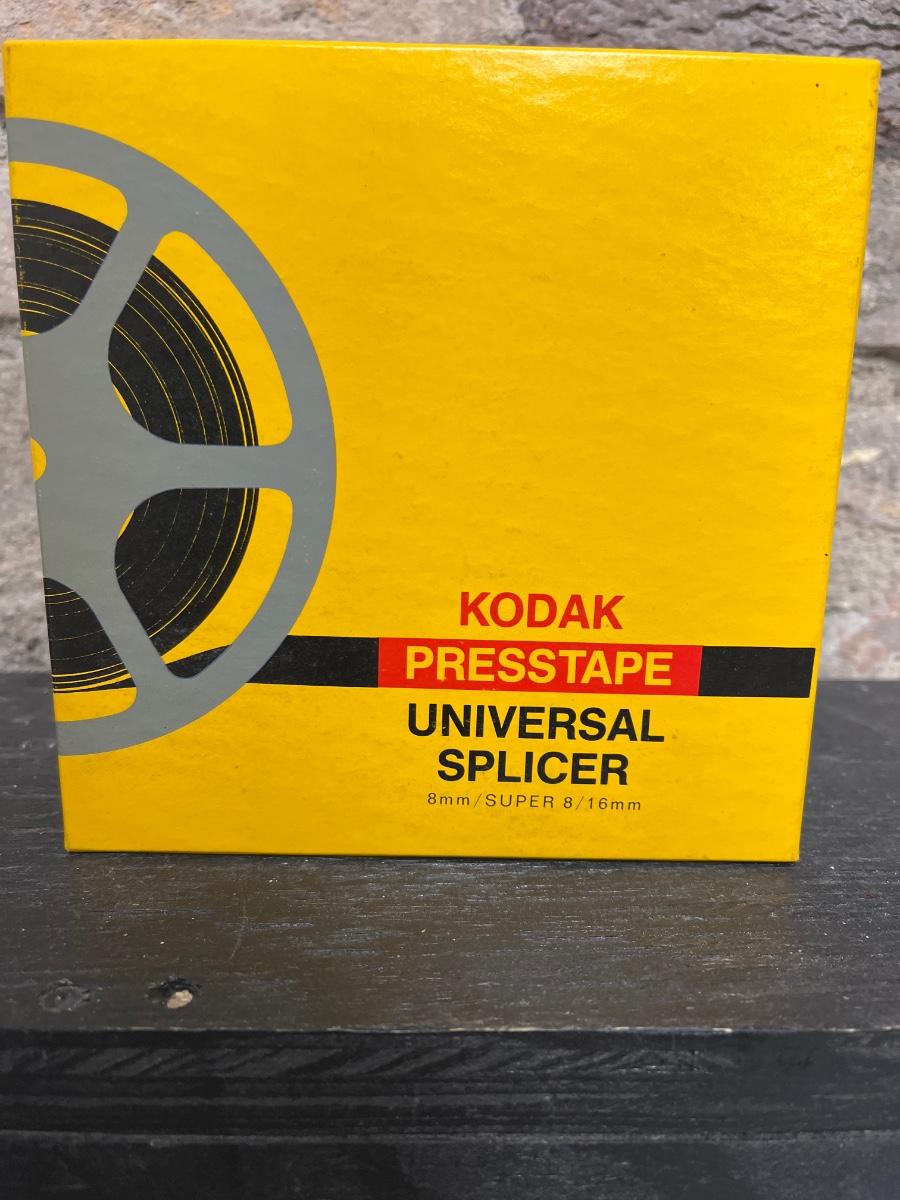 KODAK
PRESSTAPE
UNIVERSAL
SPLICER
8mm/SUPER 8/16mm